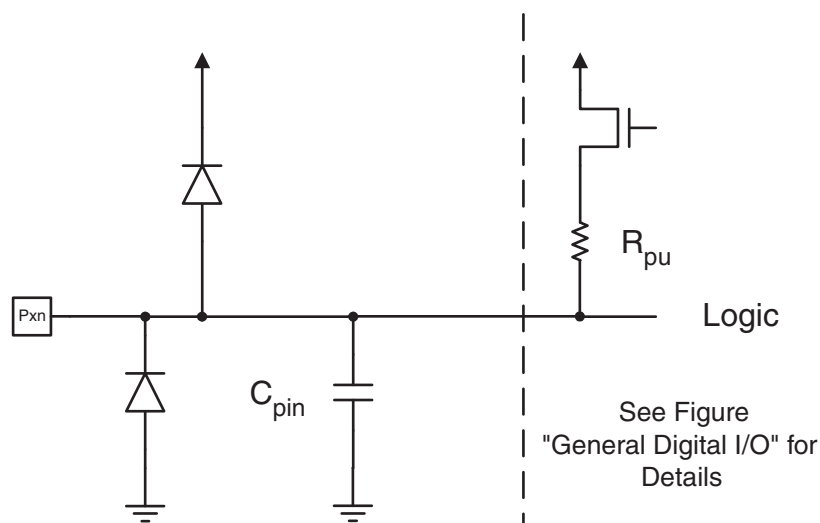 R_pu
Pxn
Logic
C_pin
See Figure
"General Digital I/O" for
Details